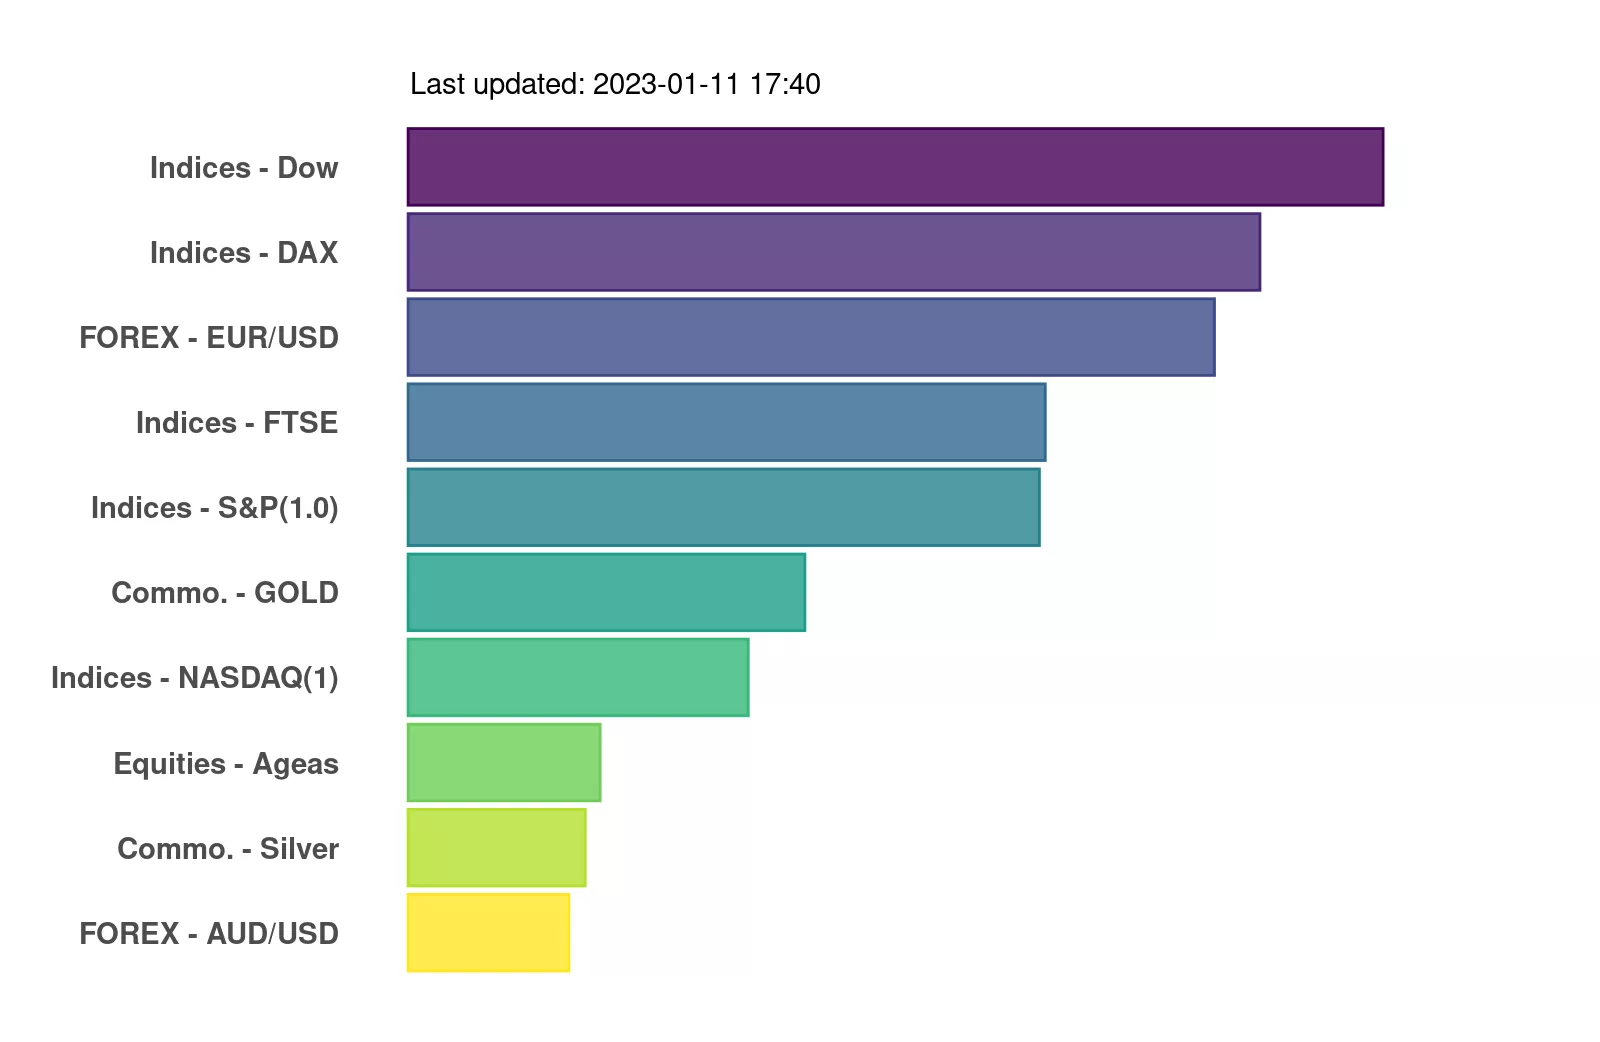 Last updated: 2023-01-11 17:40
Indices - Dow
Indices - DAX
FOREX - EUR/USD
Indices - FTSE
Indices - S&P(1.0)
Commo. - GOLD
Indices - NASDAQ(1)
Equities - Ageas
Commo. - Silver
FOREX - AUD/USD